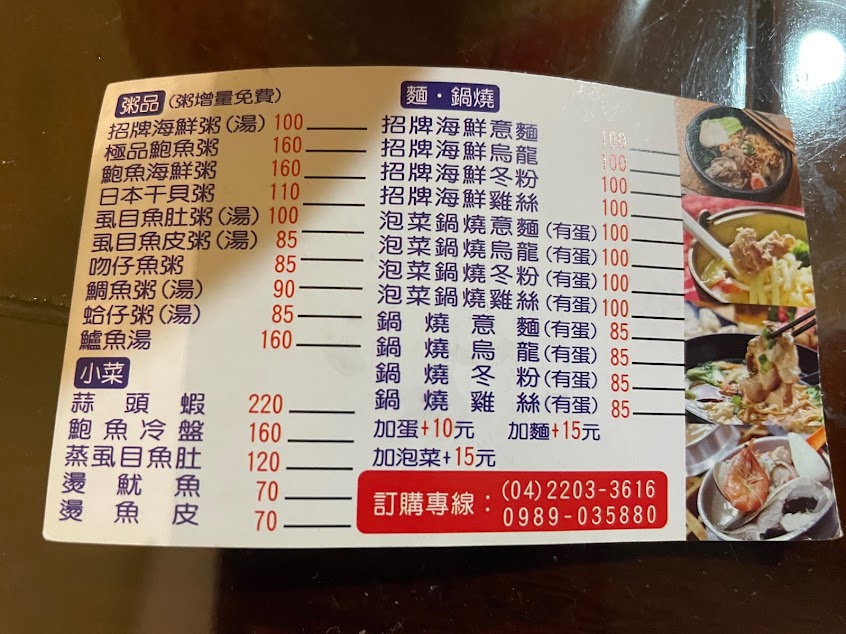 粥品 (粥增量免費)
招牌海鮮粥(湯) 100
極品鮑魚粥 160
鮑魚海鮮粥 160
日本干貝粥 110
虱目魚肚粥(湯) 100
虱目魚皮粥(湯) 85
吻仔魚粥 85
鯛魚粥(湯) 90
蛤仔粥(湯) 85
鱸魚湯 160
小菜
蒜頭蝦 220
鮑魚冷盤 160
蒸虱目魚肚 120
燙魷魚 70
燙魚皮 70
麵・鍋燒
招牌海鮮意麵 100
招牌海鮮烏龍 100
招牌海鮮冬粉 100
招牌海鮮雞絲 100
泡菜鍋燒意麵(有蛋) 100
泡菜鍋燒烏龍(有蛋) 100
泡菜鍋燒冬粉(有蛋) 100
泡菜鍋燒雞絲(有蛋) 100
鍋燒意麵(有蛋) 85
鍋燒烏龍(有蛋) 85
鍋燒冬粉(有蛋) 85
鍋燒雞絲(有蛋) 85
加蛋+10元 加麵+15元
加泡菜+15元
訂購專線：(04)2203-3616
0989-035880